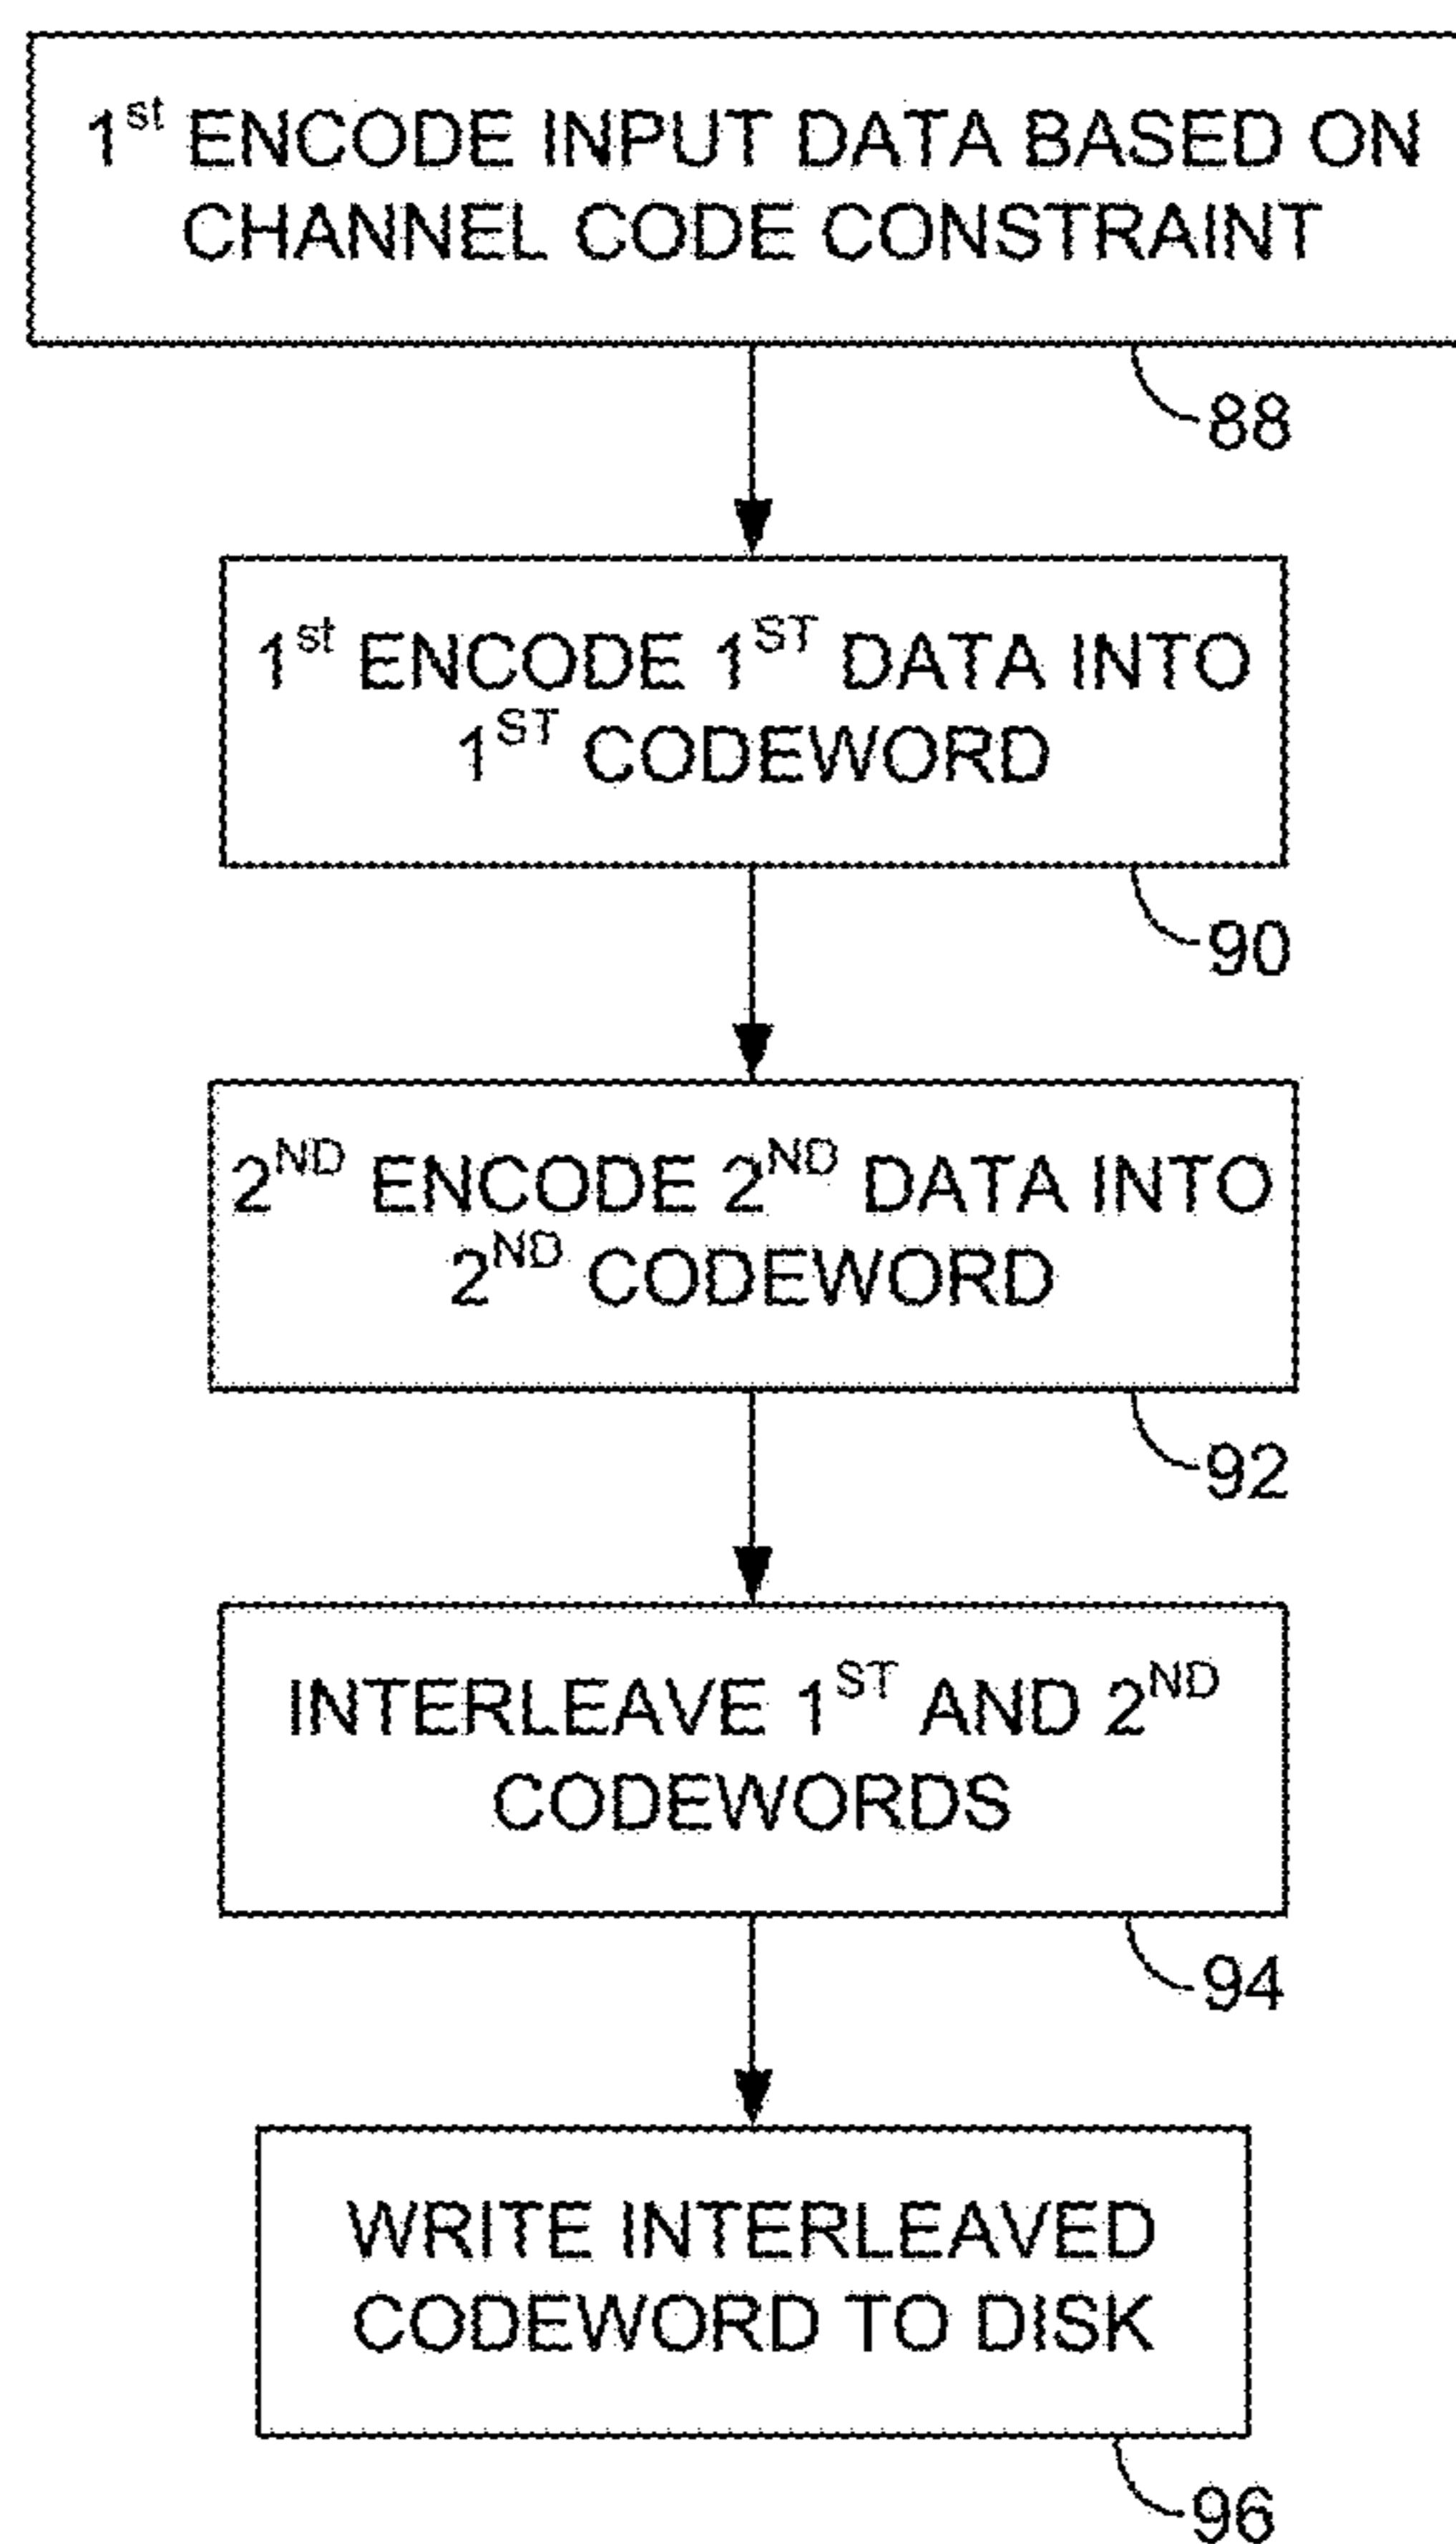 1st ENCODE INPUT DATA BASED ON
CHANNEL CODE CONSTRAINT
88
1st ENCODE 1ST DATA INTO
1ST CODEWORD
90
2ND ENCODE 2ND DATA INTO
2ND CODEWORD
92
INTERLEAVE 1ST AND 2ND
CODEWORDS
94
WRITE INTERLEAVED
CODEWORD TO DISK
96